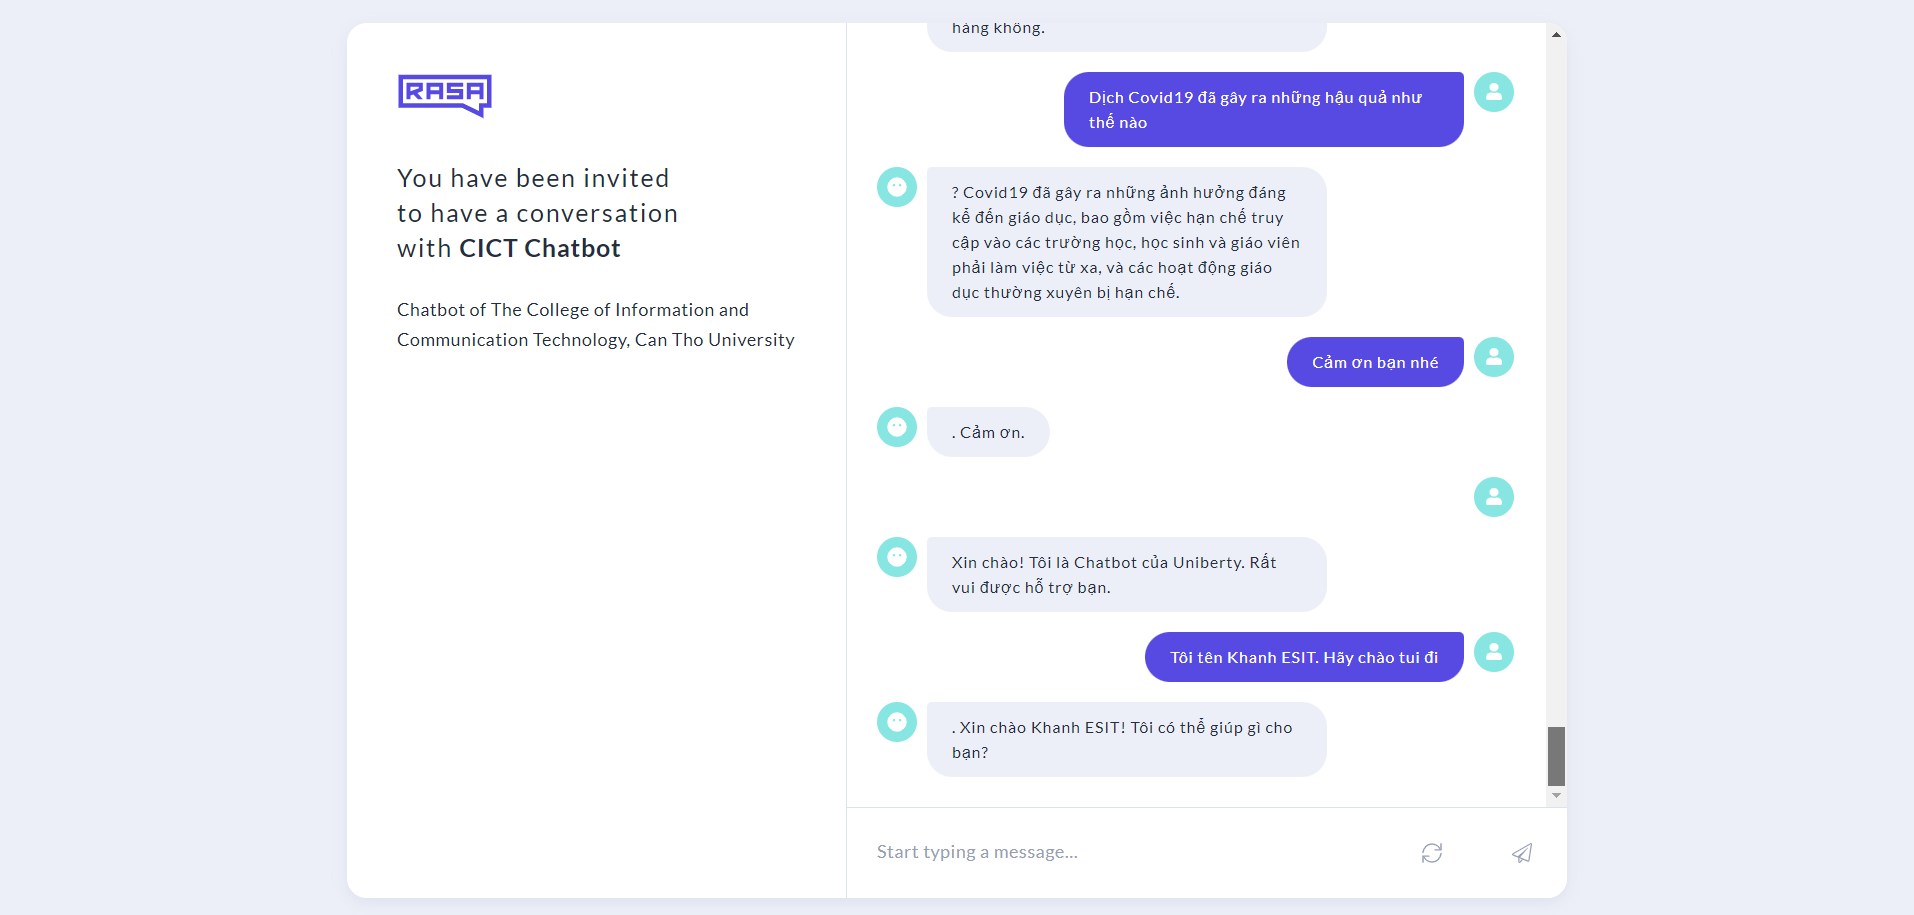 RASA
You have been invited
to have a conversation
with CICT Chatbot
Chatbot of The College of Information and
Communication Technology, Can Tho University
hàng không.
Dịch Covid19 đã gây ra những hậu quả như
thế nào
? Covid19 đã gây ra những ảnh hưởng đáng
kể đến giáo dục, bao gồm việc hạn chế truy
cập vào các trường học, học sinh và giáo viên
phải làm việc từ xa, và các hoạt động giáo
dục thường xuyên bị hạn chế.
Cảm ơn bạn nhé
. Cảm ơn.
Xin chào! Tôi là Chatbot của Uniberty. Rất
vui được hỗ trợ bạn.
Tôi tên Khanh ESIT. Hãy chào tui đi
. Xin chào Khanh ESIT! Tôi có thể giúp gì cho
bạn?
Start typing a message...